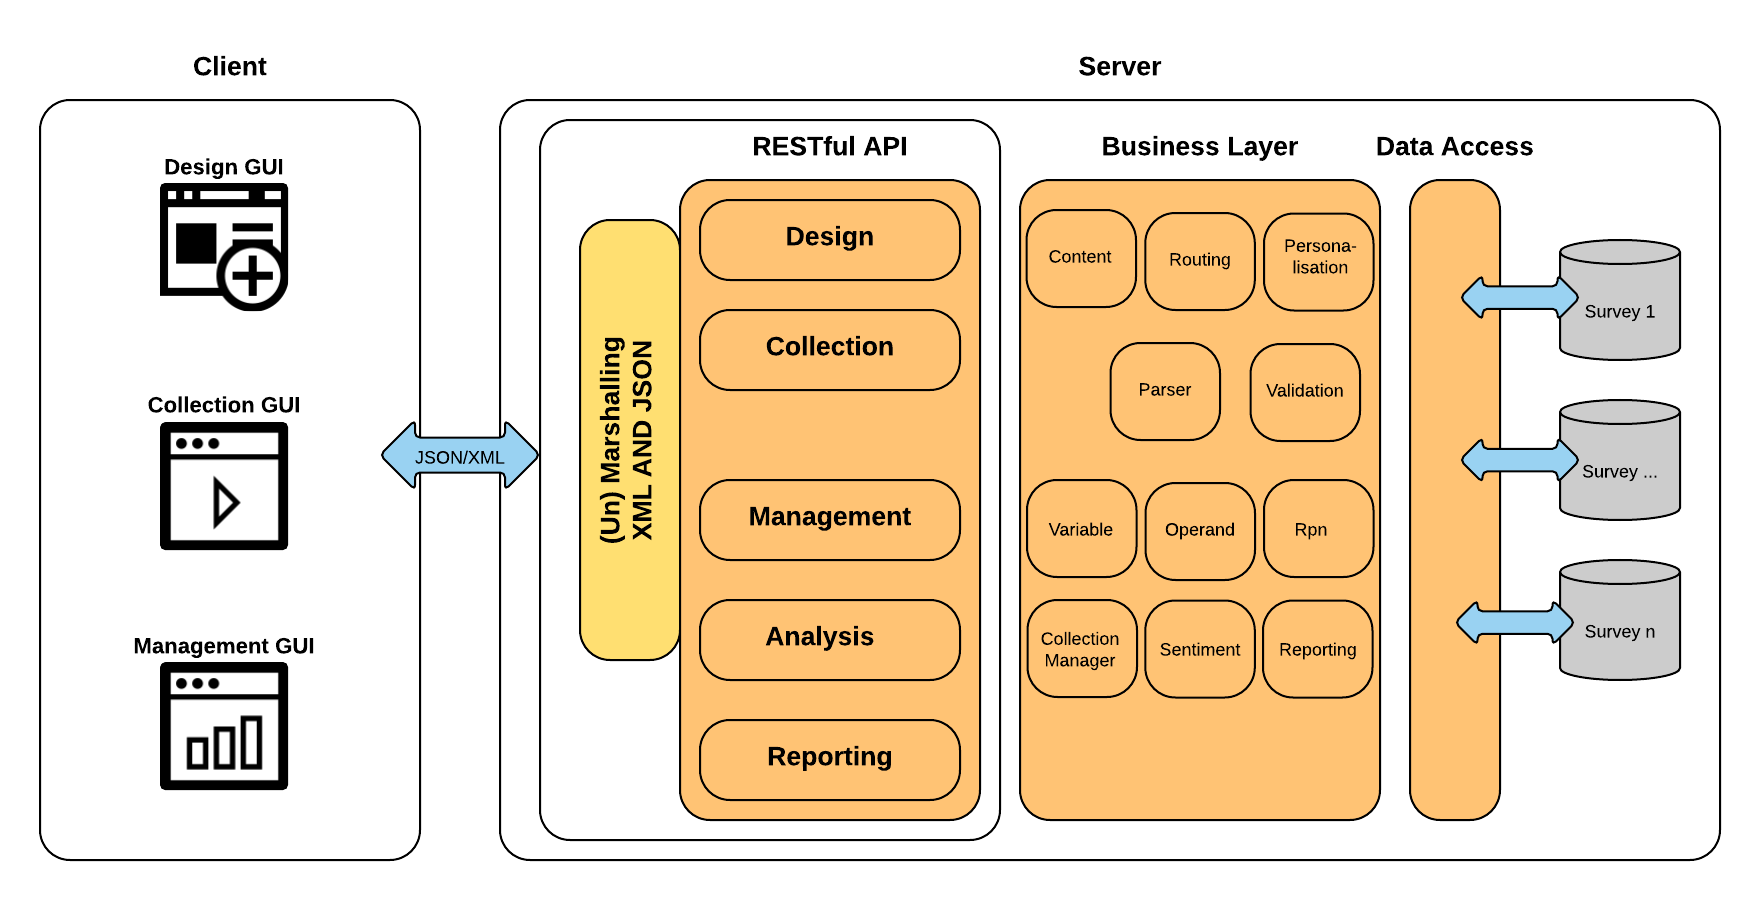 Client
Server
Design GUI
Collection GUI
Management GUI
JSON/XML
RESTful API
(Un) Marshalling
XML AND JSON
Design
Collection
Management
Analysis
Reporting
Business Layer
Content
Routing
Persona-
lisation
Parser
Validation
Variable
Operand
Rpn
Collection
Manager
Sentiment
Reporting
Data Access
Survey 1
Survey ...
Survey n